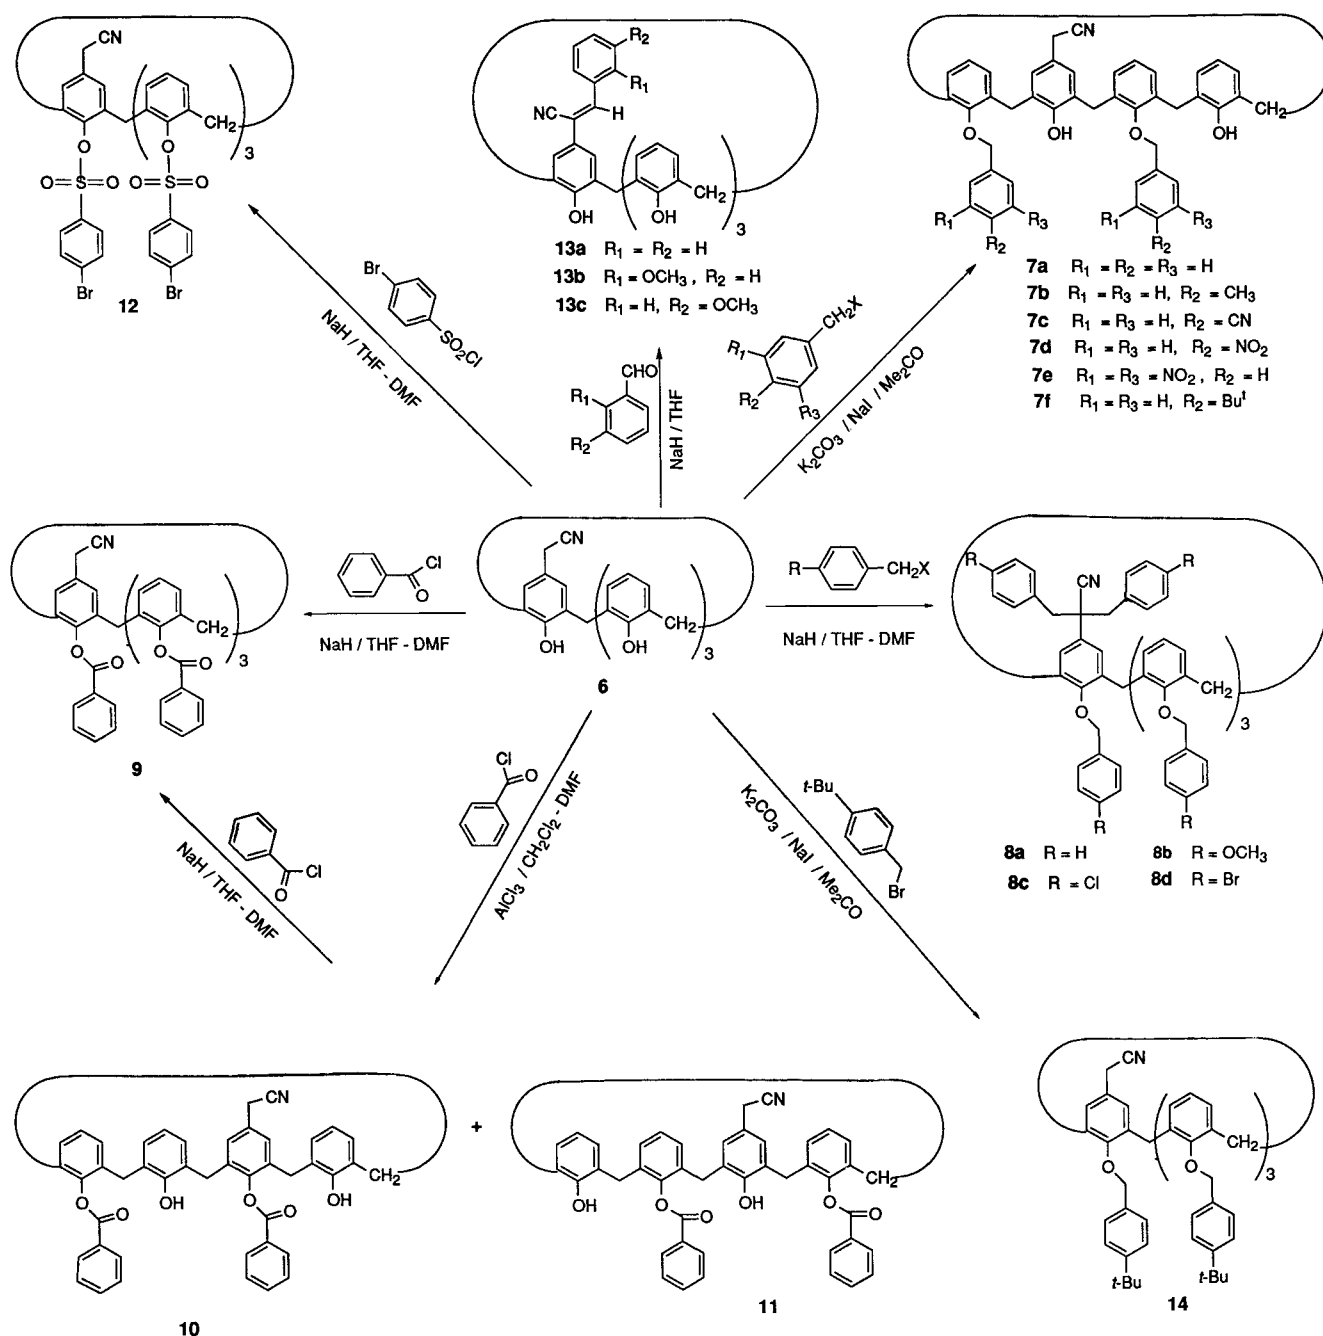 CN
CH2
3
O
O
O=S=O
O=S=O
Br
Br
12
R2
R1
NC
H
CH2
OH
OH
3
13a R1 = R2 = H
13b R1 = OCH3 , R2 = H
13c R1 = H, R2 = OCH3
CN
CH2
O
OH
O
OH
R1
R3
R2
R1
R3
R2
7a R1 = R2 = R3 = H
7b R1 = R3 = H, R2 = CH3
7c R1 = R3 = H, R2 = CN
7d R1 = R3 = H, R2 = NO2
7e R1 = R3 = NO2 , R2 = H
7f R1 = R3 = H, R2 = But
Br
SO2Cl
NaH / THF - DMF
CHO
R1
R2
NaH / THF
CH2X
R1
R2
R3
K2CO3 / NaI / Me2CO
CN
CH2
3
O
O
O
O
9
Cl
O
NaH / THF - DMF
CN
CH2
OH
OH
3
6
R
CH2X
NaH / THF - DMF
R
CN
R
CH2
3
O
O
R
R
8a R = H 8b R = OCH3
8c R = Cl 8d R = Br
Cl
O
NaH / THF - DMF
Cl
O
AlCl3 / CH2Cl2 - DMF
t-Bu
Br
K2CO3 / NaI / Me2CO
CN
CH2
O
O
OH
O
O
OH
10
+
CN
CH2
OH
O
O
OH
O
O
11
CN
CH2
3
O
O
t-Bu
t-Bu
14